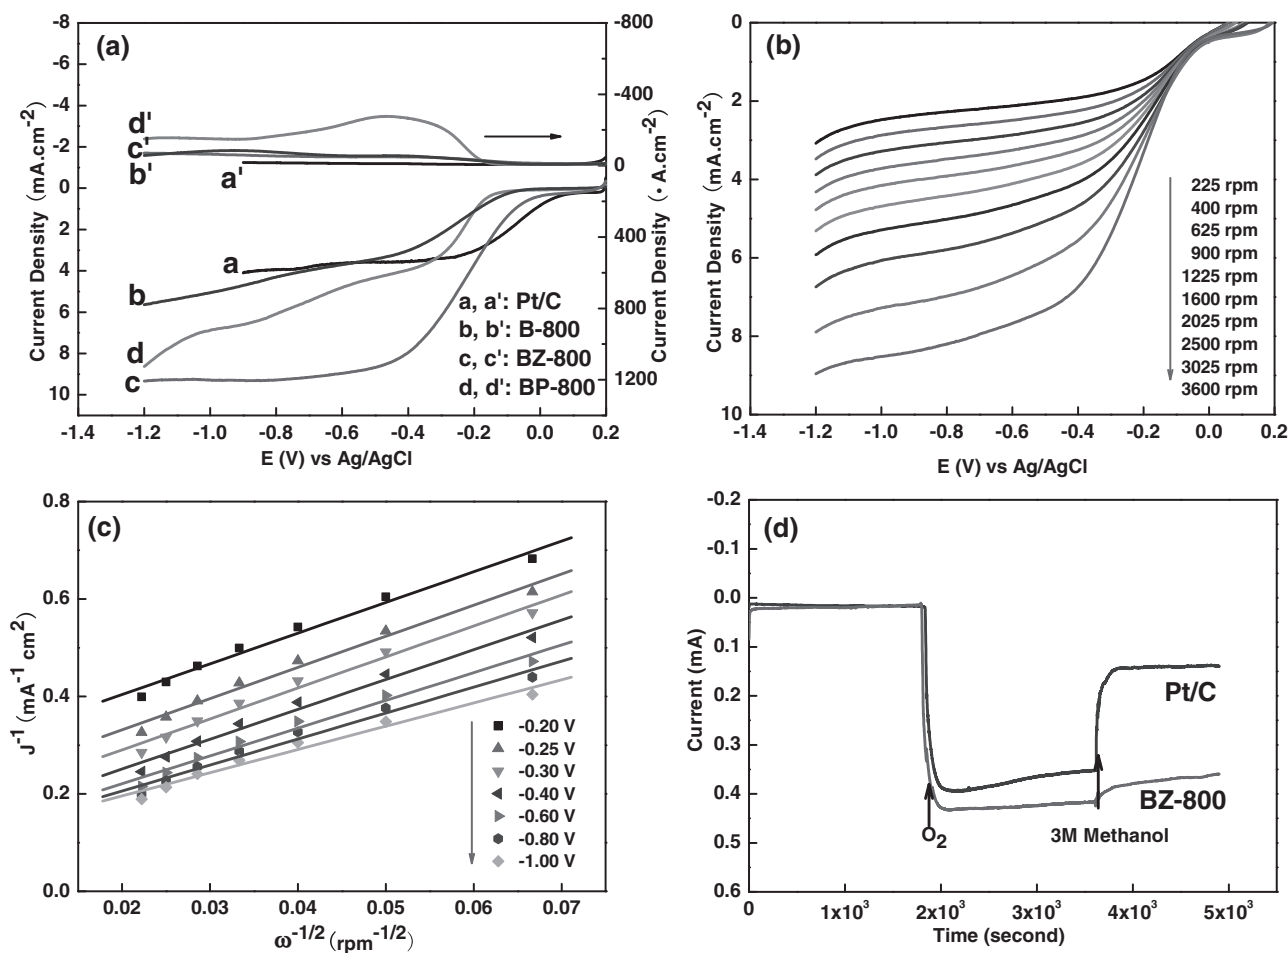 (a)
-8
-6
-4
-2
0
2
4
6
8
10
-800
-400
0
400
800
1200
Current Density (mA.cm-2)
Current Density (·A.cm-2)
d'
c'
b'
a'
a
b
d
c
a, a': Pt/C
b, b': B-800
c, c': BZ-800
d, d': BP-800
-1.4 -1.2 -1.0 -0.8 -0.6 -0.4 -0.2 0.0 0.2
E (V) vs Ag/AgCl
(b)
0
2
4
6
8
10
Current Density (mA.cm-2)
225 rpm
400 rpm
625 rpm
900 rpm
1225 rpm
1600 rpm
2025 rpm
2500 rpm
3025 rpm
3600 rpm
-1.4 -1.2 -1.0 -0.8 -0.6 -0.4 -0.2 0.0 0.2
E (V) vs Ag/AgCl
(c)
0.8
0.6
0.4
0.2
0.0
J-1 (mA-1 cm2)
-0.20 V
-0.25 V
-0.30 V
-0.40 V
-0.60 V
-0.80 V
-1.00 V
0.02 0.03 0.04 0.05 0.06 0.07
ω-1/2 (rpm-1/2)
(d)
-0.2
-0.1
0.0
0.1
0.2
0.3
0.4
0.5
0.6
Current (mA)
Pt/C
BZ-800
O2
3M Methanol
0 1x103 2x103 3x103 4x103 5x103
Time (second)